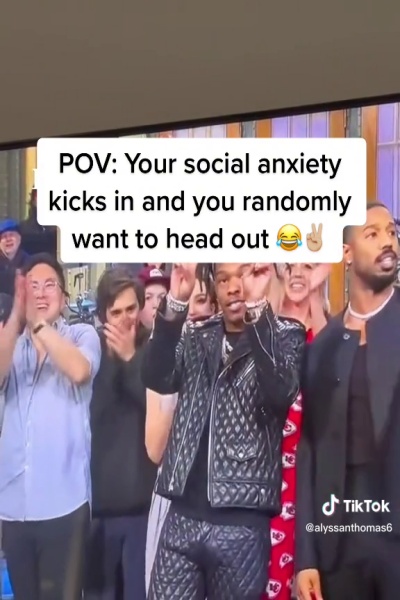 POV: Your social anxiety
kicks in and you randomly
want to head out 😂✌🏼
TikTok
@alyssanthomas6